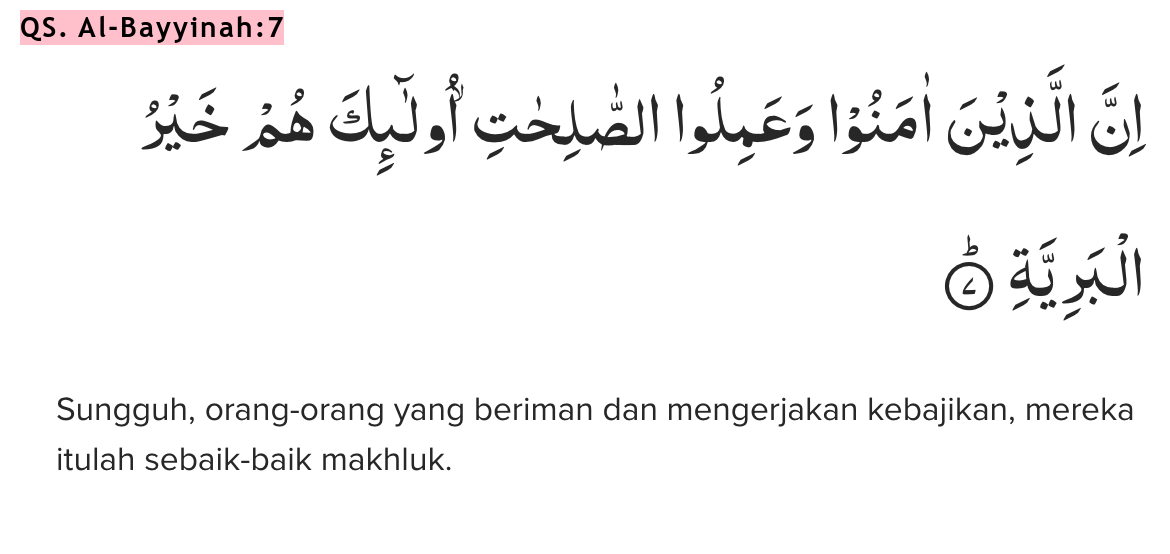 QS. Al-Bayyinah:7
اِنَّ الَّذِيْنَ اٰمَنُوْا وَعَمِلُوا الصّٰلِحٰتِ اُولٰۤىِٕكَ هُمْ خَيْرُ
الْبَرِيَّةِۗ ٧
Sungguh, orang-orang yang beriman dan mengerjakan kebajikan, mereka
itulah sebaik-baik makhluk.